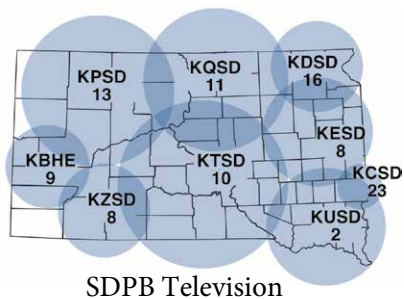 KPSD
13
KQSD
11
KDSD
16
KBHE
9
KZSD
8
KTSD
10
KESD
8
KCSD
23
KUSD
2
SDPB Television